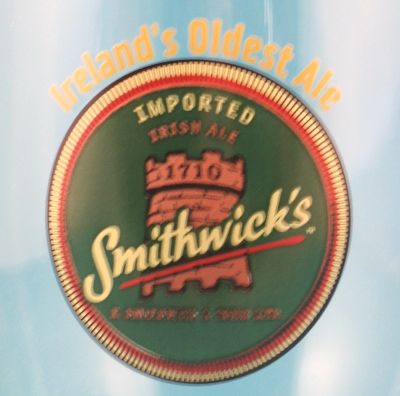 Ireland's Oldest Ale
IMPORTED
IRISH ALE
1710
Smithwick's